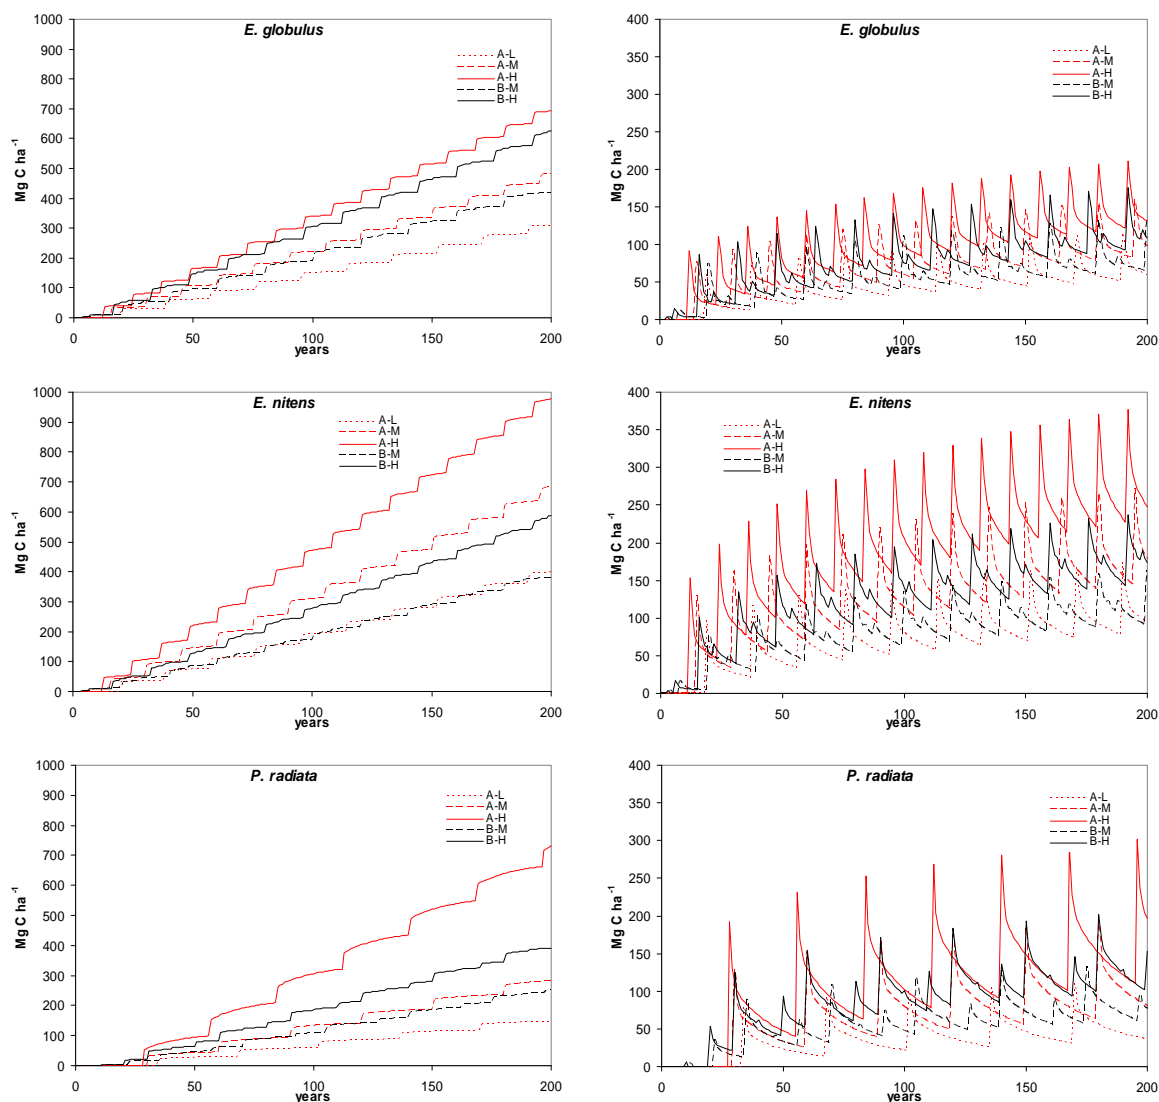 E. globulus
A-L
A-M
A-H
B-M
B-H
Mg C ha⁻¹
1000
900
800
700
600
500
400
300
200
100
0
0 50 100 150 200
years
E. globulus
A-L
A-M
A-H
B-M
B-H
Mg C ha⁻¹
400
350
300
250
200
150
100
50
0
0 50 100 150 200
years
E. nitens
A-L
A-M
A-H
B-M
B-H
Mg C ha⁻¹
1000
900
800
700
600
500
400
300
200
100
0
0 50 100 150 200
years
E. nitens
A-L
A-M
A-H
B-M
B-H
Mg C ha⁻¹
400
350
300
250
200
150
100
50
0
0 50 100 150 200
years
P. radiata
A-L
A-M
A-H
B-M
B-H
Mg C ha⁻¹
1000
900
800
700
600
500
400
300
200
100
0
0 50 100 150 200
years
P. radiata
A-L
A-M
A-H
B-M
B-H
Mg C ha⁻¹
400
350
300
250
200
150
100
50
0
0 50 100 150 200
years